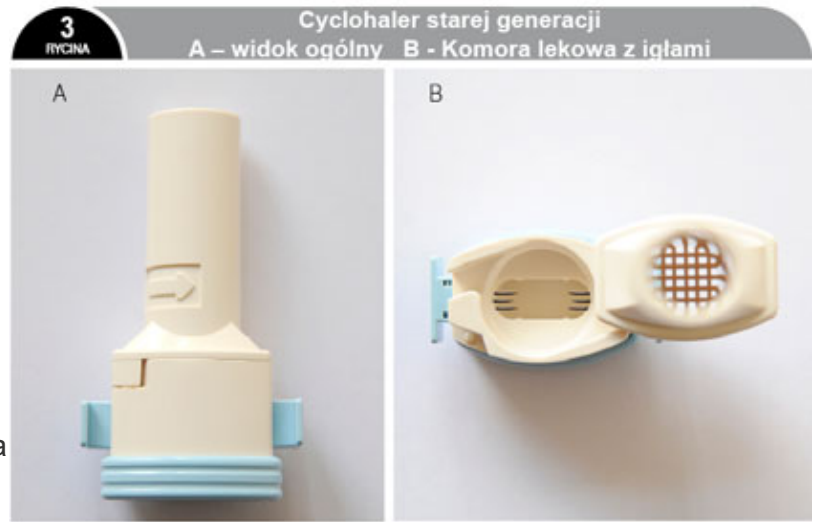 3
RYCINA
Cyclohaler starej generacji
A – widok ogólny B - Komora lekowa z igłami
A
B
a